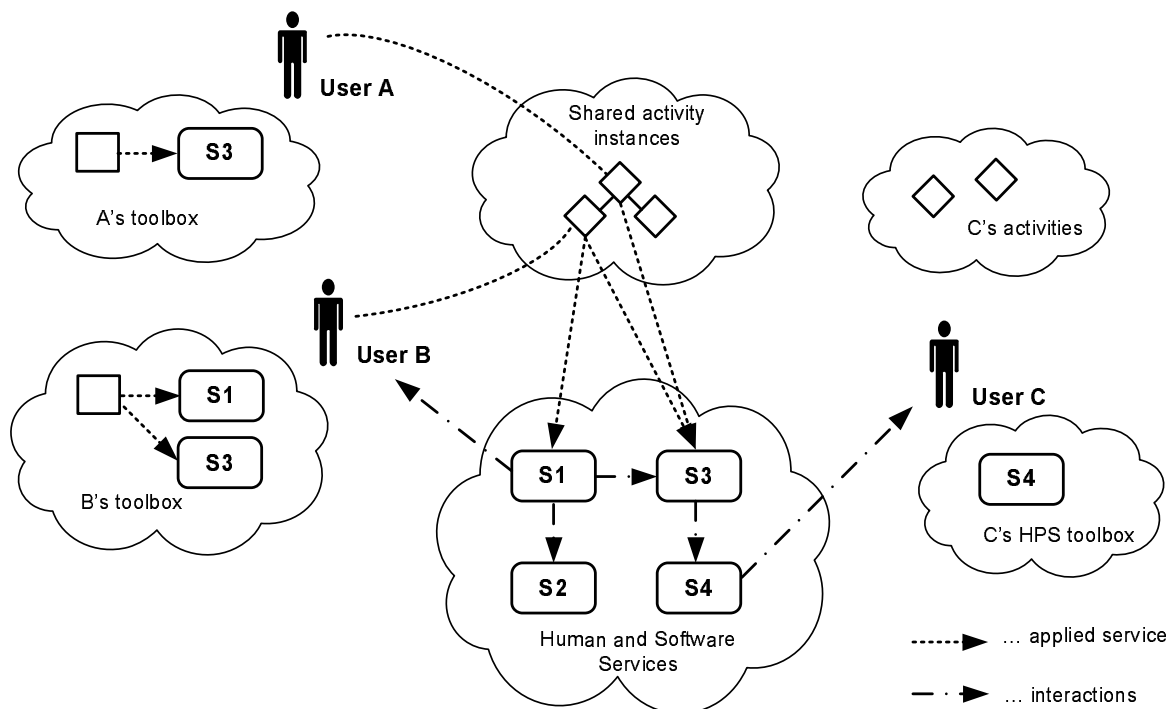 User A
Shared activity
instances
S3
A's toolbox
C's activities
User B
User C
S1
S3
B's toolbox
S1
S3
S4
C's HPS toolbox
S2
S4
Human and Software
Services
... applied service
... interactions